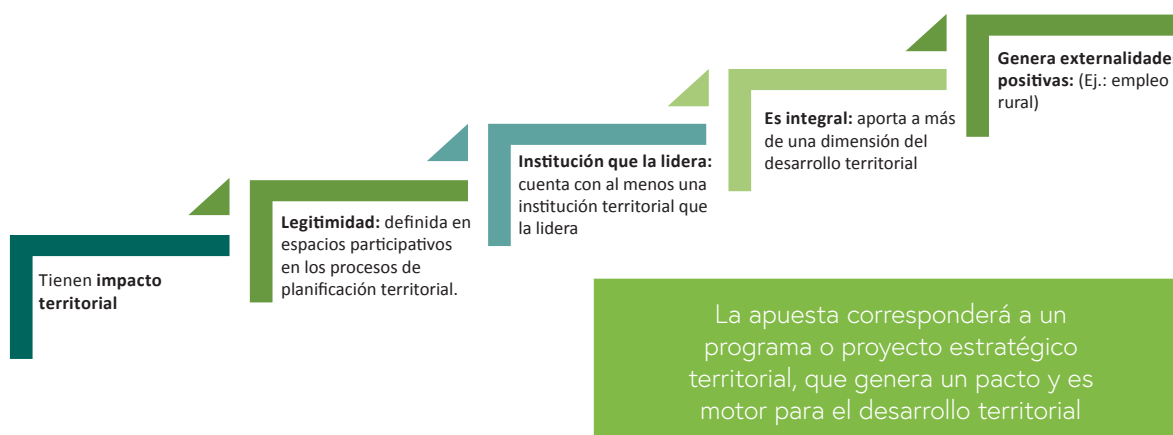 Tienen impacto
territorial
Legitimidad: definida en
espacios participativos
en los procesos de
planificación territorial.
Institución que la lidera:
cuenta con al menos una
institución territorial que
la lidera
Es integral: aporta a más
de una dimensión del
desarrollo territorial
Genera externalidade
positivas: (Ej.: empleo
rural)
La apuesta corresponderá a un
programa o proyecto estratégico
territorial, que genera un pacto y es
motor para el desarrollo territorial